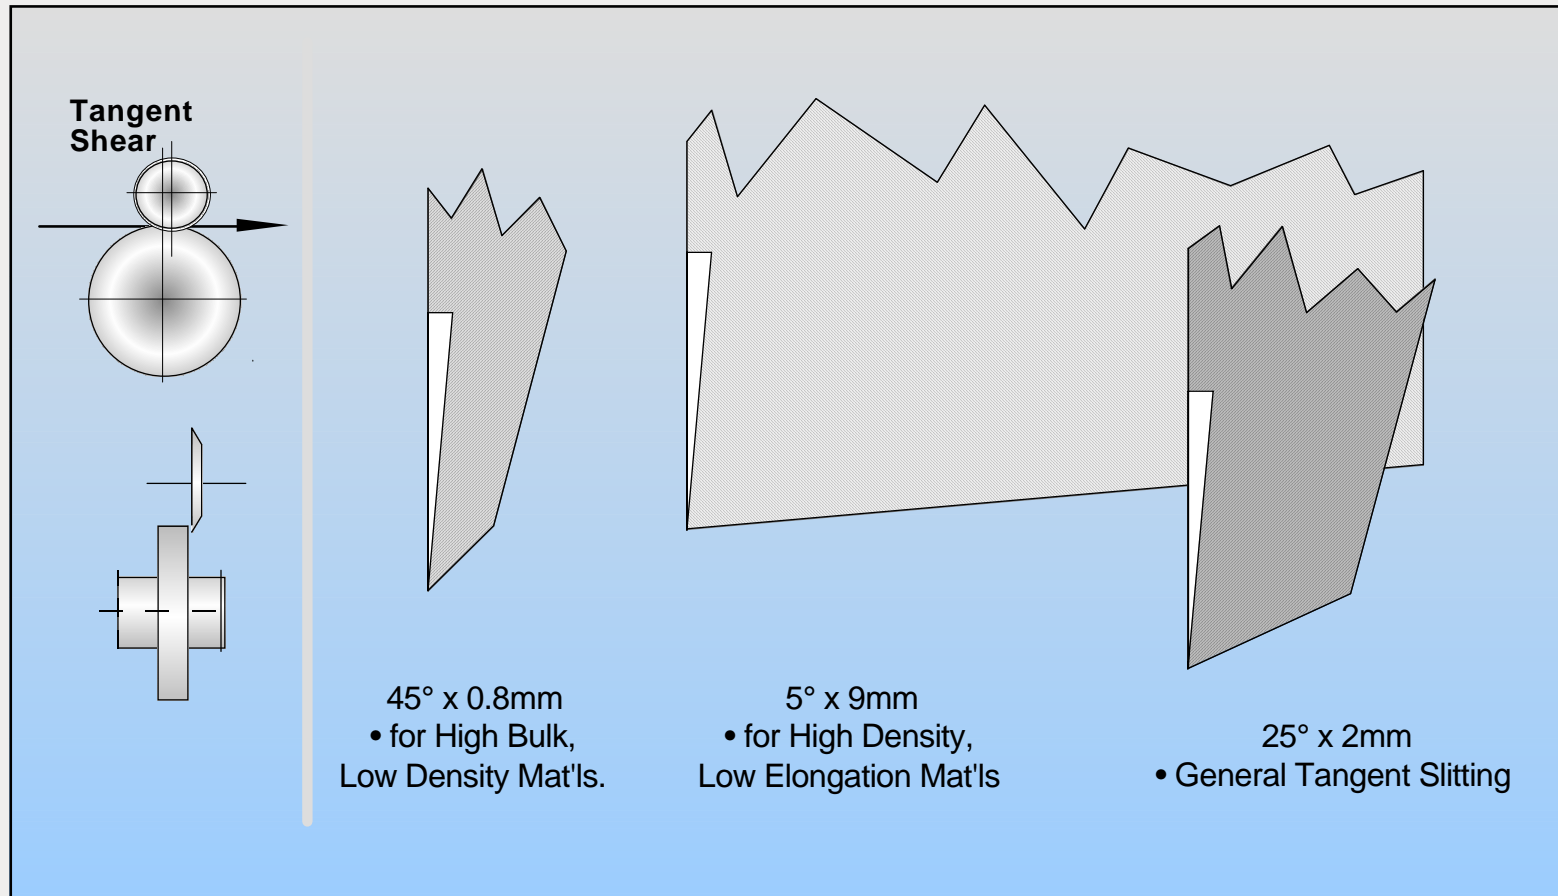 Tangent
Shear
45° x 0.8mm
• for High Bulk,
Low Density Mat'ls.
5° x 9mm
• for High Density,
Low Elongation Mat'ls
25° x 2mm
• General Tangent Slitting